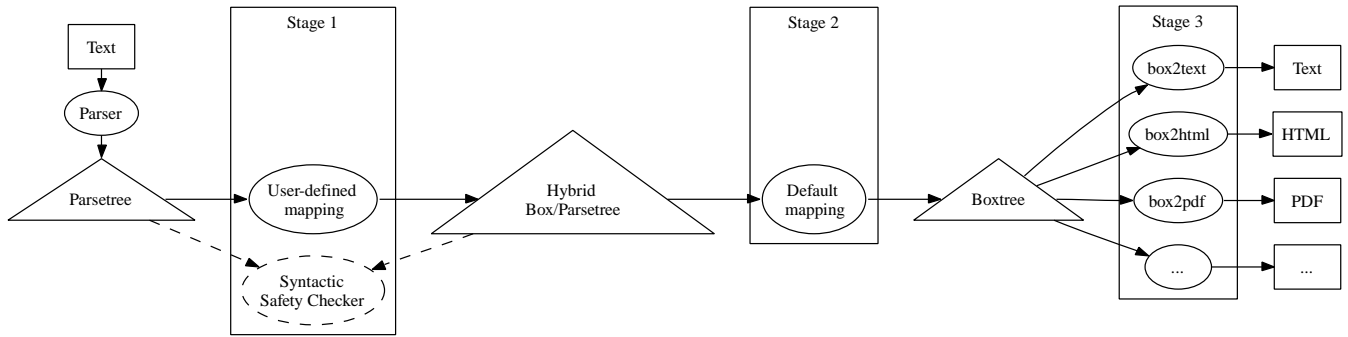 Text
Parser
Parsetree
Stage 1
User-defined
mapping
Syntactic
Safety Checker
Hybrid
Box/Parsetree
Stage 2
Default
mapping
Boxtree
Stage 3
box2text
box2html
box2pdf
...
Text
HTML
PDF
...